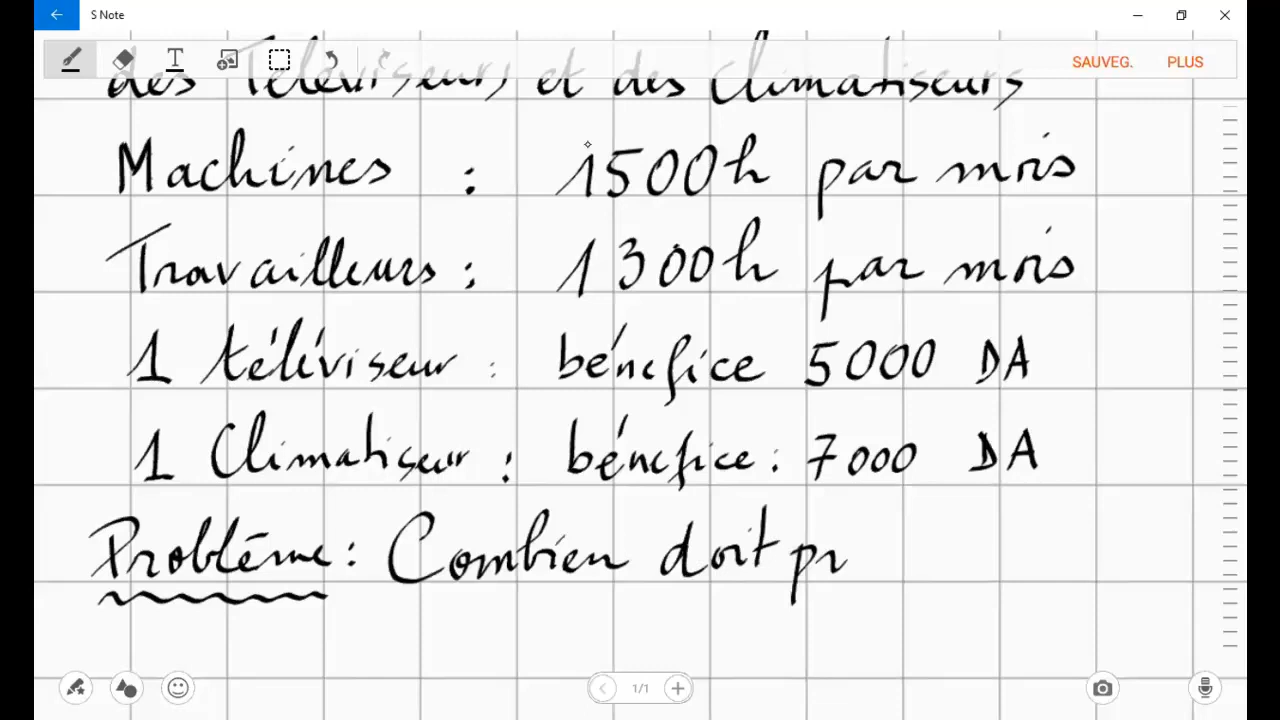 S Note
SAUVEG. PLUS
des Téléviseurs et des Climatiseurs
Machines : 1500h par mois
Travailleurs : 1300h par mois
1 téléviseur : bénéfice 5000 DA
1 Climatiseur : bénéfice : 7000 DA
Problème : Combien doit pr
1/1